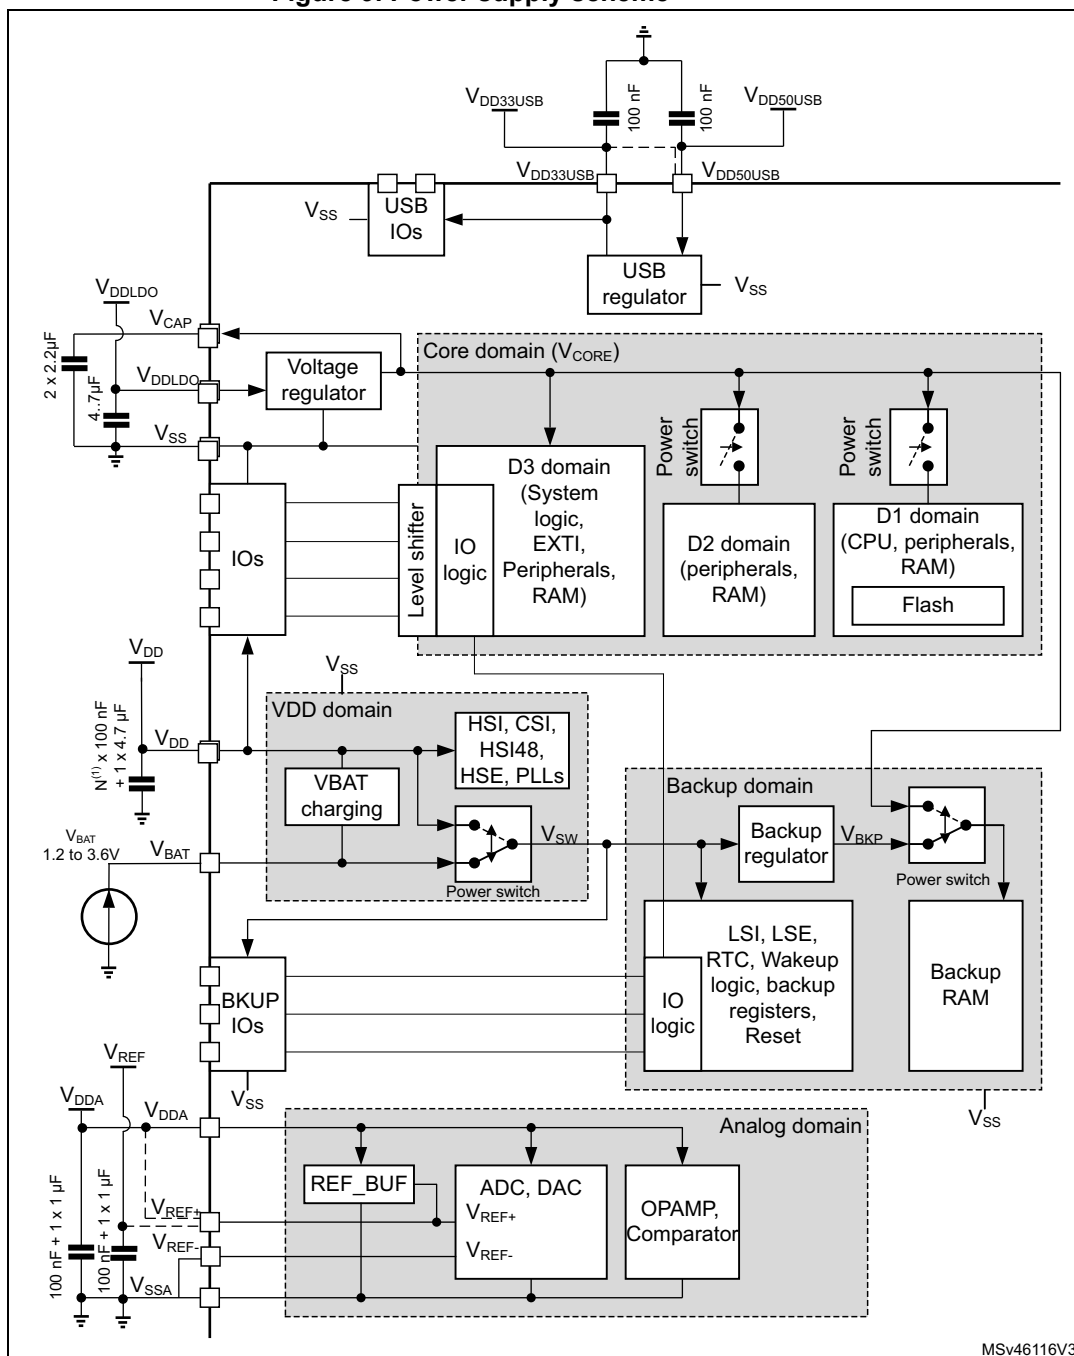 100 nF
100 nF
VDD33USB
VDD50USB
VDD33USB
VDD50USB
VSS
USB
IOs
USB
regulator
VSS
VDDLDO
VCAP
2 x 2.2µF
VDDLDO
4..7µF
VSS
Voltage
regulator
Core domain (VCORE)
Power
switch
Power
switch
D3 domain
(System
logic,
EXTI,
Peripherals,
RAM)
D2 domain
(peripherals,
RAM)
D1 domain
(CPU, peripherals,
RAM)
Flash
IOs
Level shifter
IO
logic
VDD
VDD
N(1) x 100 nF
+ 1 x 4.7 µF
VSS
VDD domain
HSI, CSI,
HSI48,
HSE, PLLs
VBAT
charging
VBAT
1.2 to 3.6V
VBAT
Power switch
VSW
Backup domain
Backup
regulator
VBKP
Power switch
LSI, LSE,
RTC, Wakeup
logic, backup
registers,
Reset
IO
logic
Backup
RAM
BKUP
IOs
VSS
VSS
VREF
VDDA
VDDA
100 nF + 1 x 1 µF
100 nF + 1 x 1 µF
VREF+
VREF-
VSSA
Analog domain
REF_BUF
ADC, DAC
VREF+
VREF-
OPAMP,
Comparator
MSv46116V3